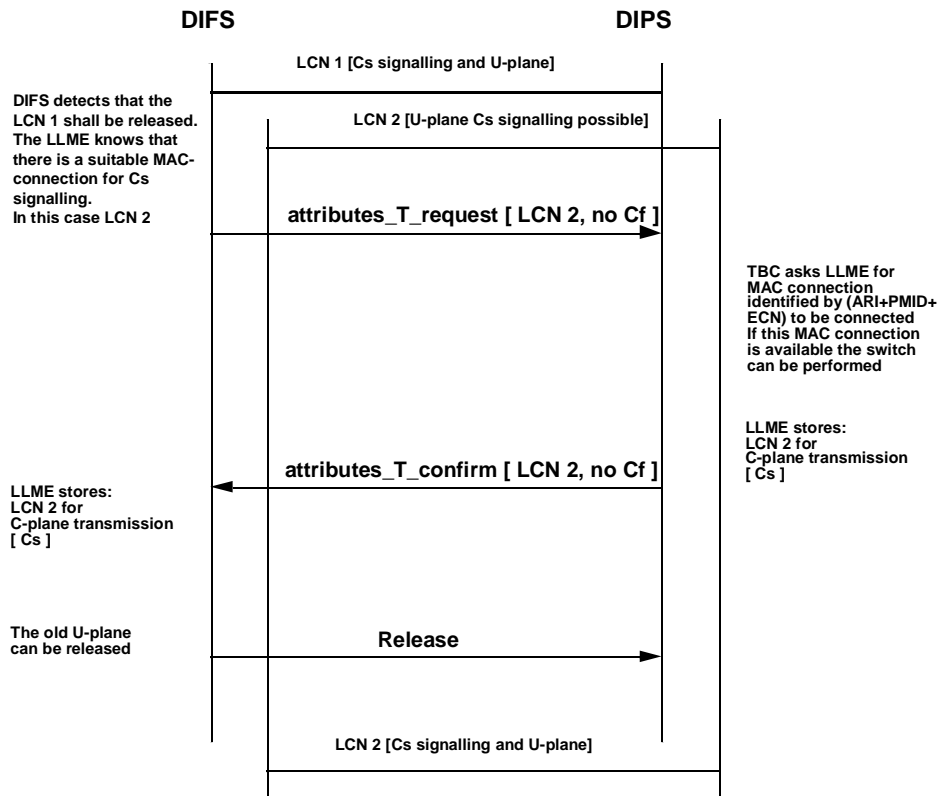 DIFS
DIPS
LCN 1 [Cs signalling and U-plane]
DIFS detects that the
LCN 1 shall be released.
The LLME knows that
there is a suitable MAC-
connection for Cs
signalling.
In this case LCN 2
LCN 2 [U-plane Cs signalling possible]
attributes_T_request [ LCN 2, no Cf ]
TBC asks LLME for
MAC connection
identified by (ARI+PMID+
ECN) to be connected
If this MAC connection
is available the switch
can be performed
LLME stores:
LCN 2 for
C-plane transmission
[ Cs ]
attributes_T_confirm [ LCN 2, no Cf ]
LLME stores:
LCN 2 for
C-plane transmission
[ Cs ]
The old U-plane
can be released
Release
LCN 2 [Cs signalling and U-plane]